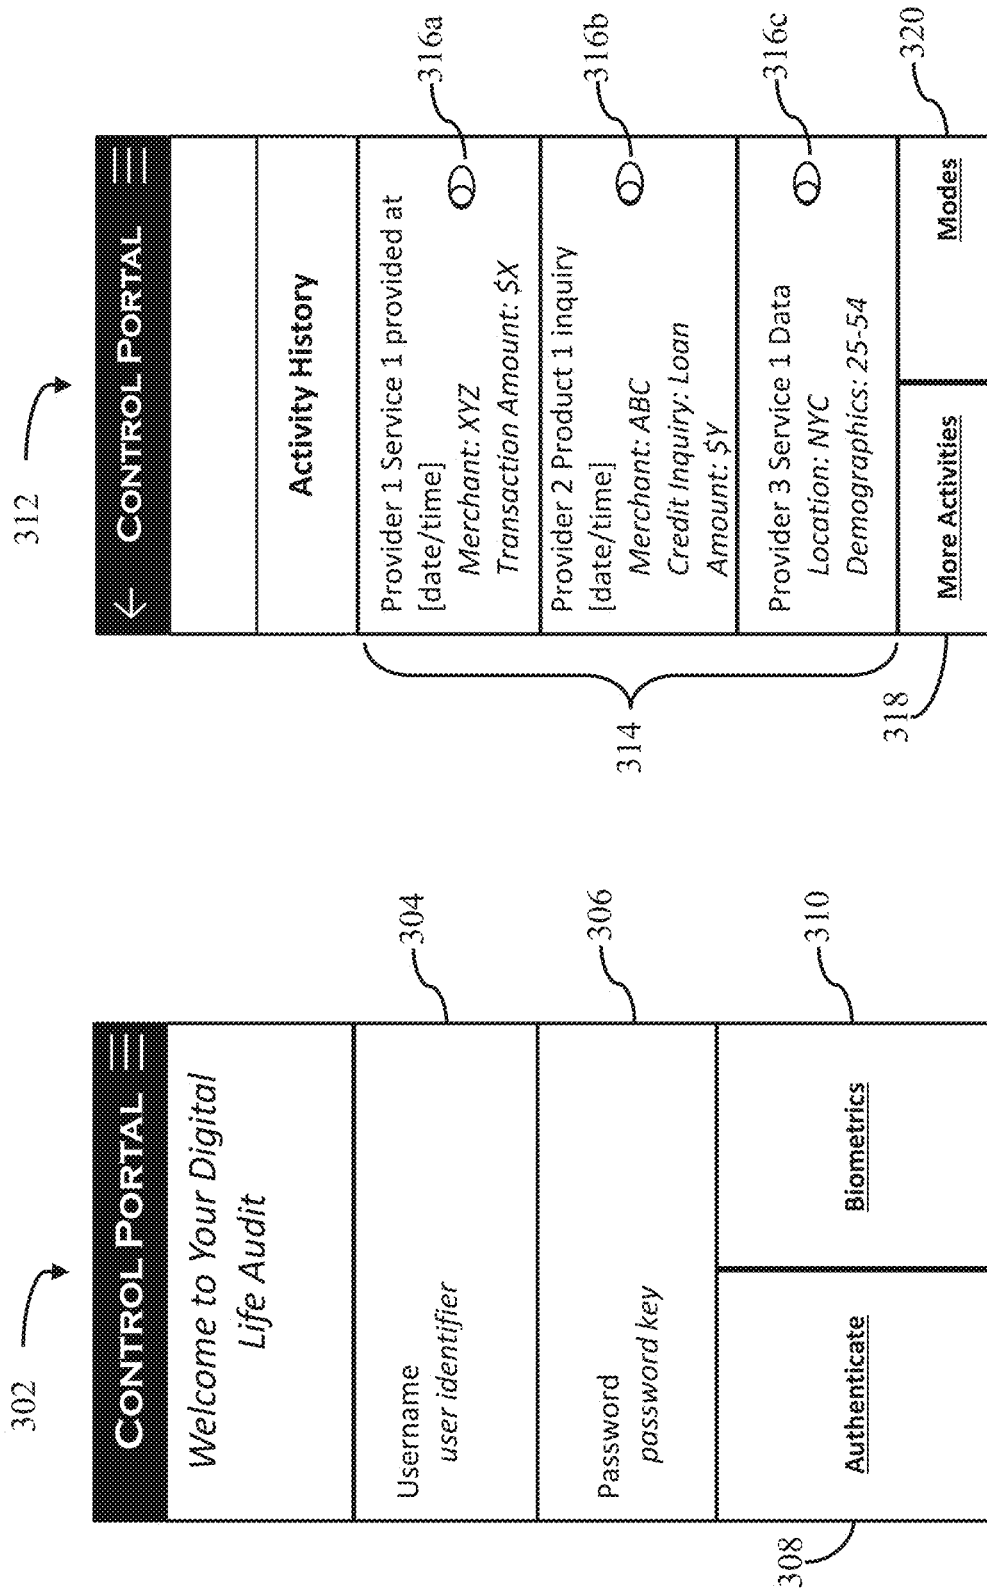 302
CONTROL PORTAL
Welcome to Your Digital
Life Audit
Username
user identifier
304
Password
password key
306
Authenticate
Biometrics
308
310
312
← CONTROL PORTAL
Activity History
Provider 1 Service 1 provided at
[date/time]
Merchant: XYZ
Transaction Amount: $X
316a
Provider 2 Product 1 inquiry
[date/time]
Merchant: ABC
Credit Inquiry: Loan
Amount: $Y
316b
Provider 3 Service 1 Data
Location: NYC
Demographics: 25-54
316c
314
More Activities
Modes
318
320